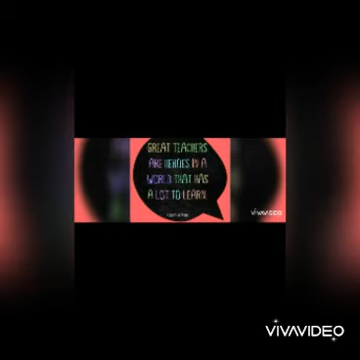 GREAT TEACHERS
ARE HEROES IN A
WORLD THAT HAS
A LOT TO LEARN.
VIVAVIDEO
VIVAVIDEO